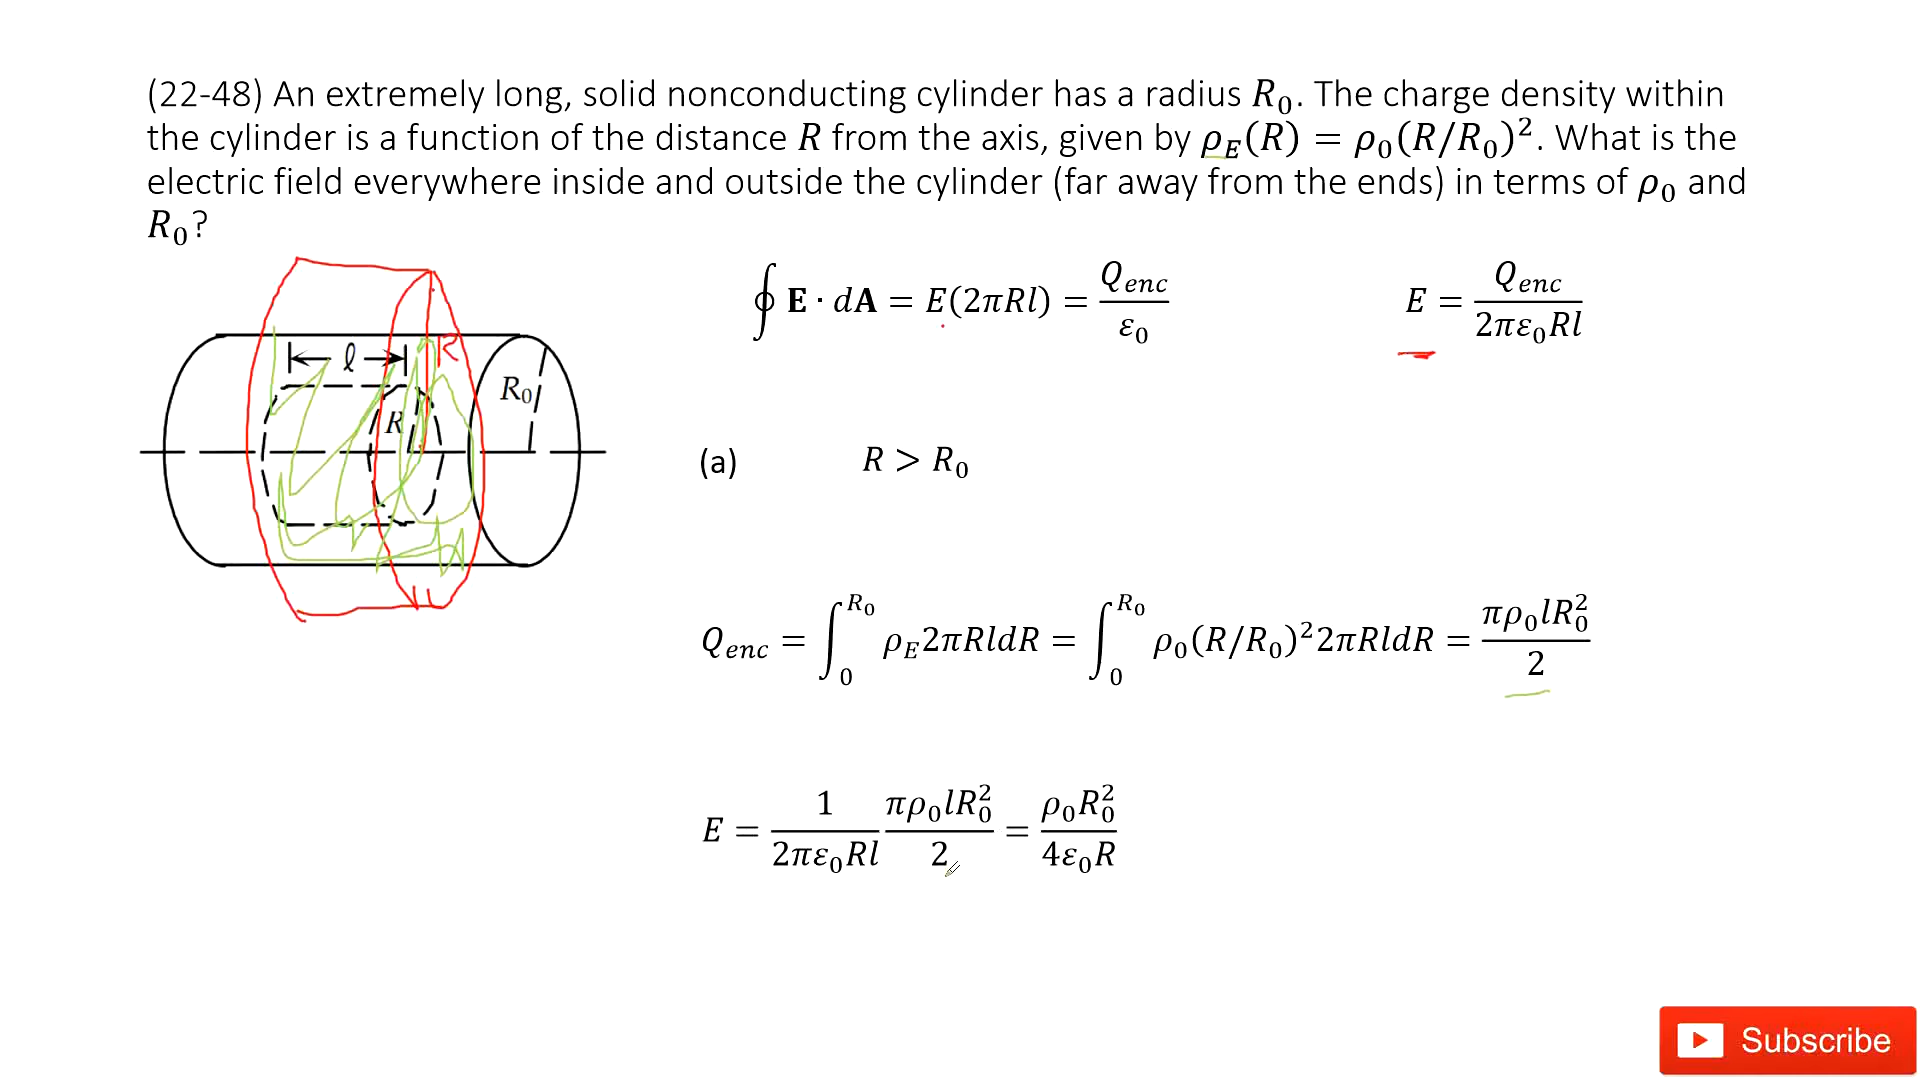 (22-48) An extremely long, solid nonconducting cylinder has a radius R₀. The charge density within
the cylinder is a function of the distance R from the axis, given by ρ_E(R) = ρ₀(R/R₀)². What is the
electric field everywhere inside and outside the cylinder (far away from the ends) in terms of ρ₀ and
R₀?
∮ E · dA = E(2πRl) = Q_enc/ε₀
E = Q_enc/(2πε₀Rl)
ℓ
R
R₀
R
(a) R > R₀
Q_enc = ∫₀^R₀ ρ_E 2πRldR = ∫₀^R₀ ρ₀(R/R₀)² 2πRldR = πρ₀lR₀²/2
E = 1/(2πε₀Rl) πρ₀lR₀²/2 = ρ₀R₀²/(4ε₀R)
Subscribe